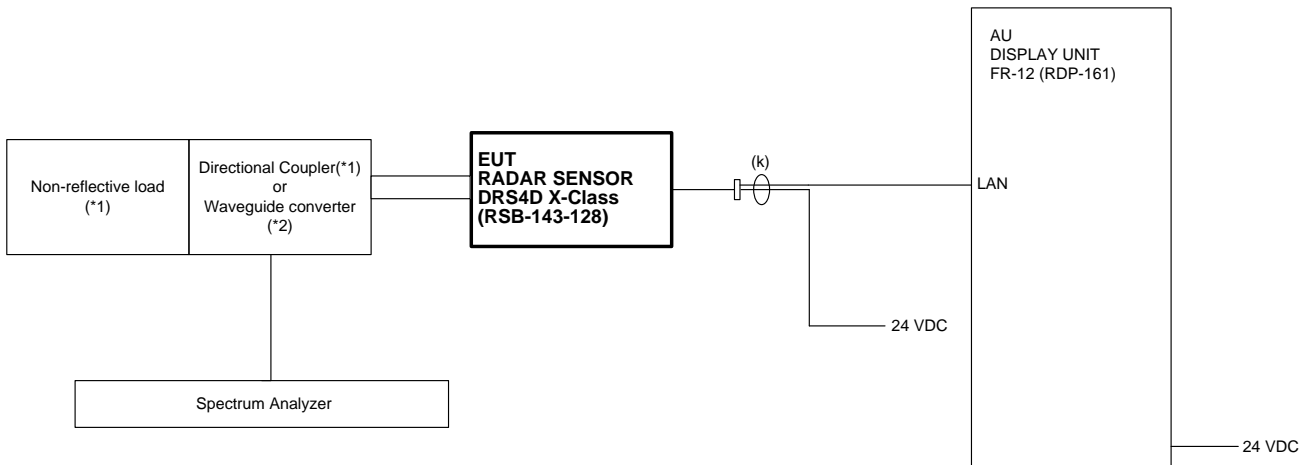 AU
DISPLAY UNIT
FR-12 (RDP-161)
Non-reflective load
(*1)
Directional Coupler(*1)
or
Waveguide converter
(*2)
EUT
RADAR SENSOR
DRS4D X-Class
(RSB-143-128)
(k)
LAN
24 VDC
Spectrum Analyzer
24 VDC